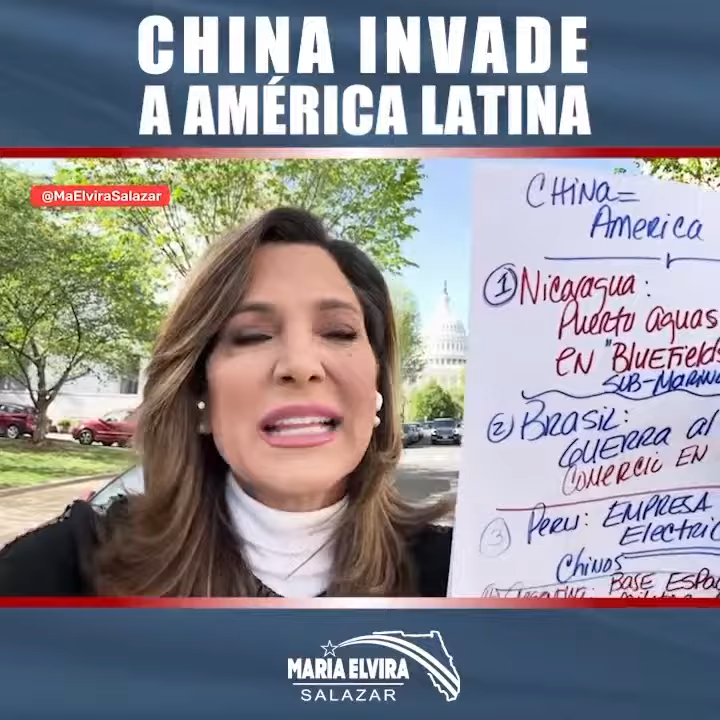 CHINA INVADE
A AMÉRICA LATINA
@MaElviraSalazar
CHINA=
America
① Nicaragua:
Puerto aguas
EN "BLUEFields
SUB-MARINO
② BRASIL:
GUERRA al
COMERCIO EN
3 PERU: EMPRESA
Electric
Chinos
BASE ESPA
MARIA ELVIRA
SALAZAR